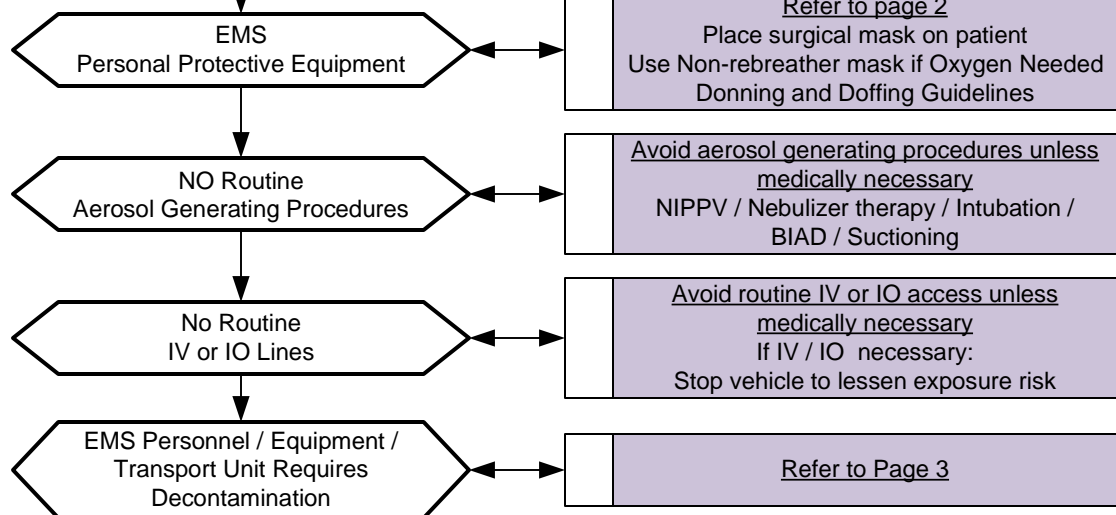 EMS
Personal Protective Equipment
Refer to page 2
Place surgical mask on patient
Use Non-rebreather mask if Oxygen Needed
Donning and Doffing Guidelines
NO Routine
Aerosol Generating Procedures
Avoid aerosol generating procedures unless
medically necessary
NIPPV / Nebulizer therapy / Intubation /
BIAD / Suctioning
No Routine
IV or IO Lines
Avoid routine IV or IO access unless
medically necessary
If IV / IO necessary:
Stop vehicle to lessen exposure risk
EMS Personnel / Equipment /
Transport Unit Requires
Decontamination
Refer to Page 3